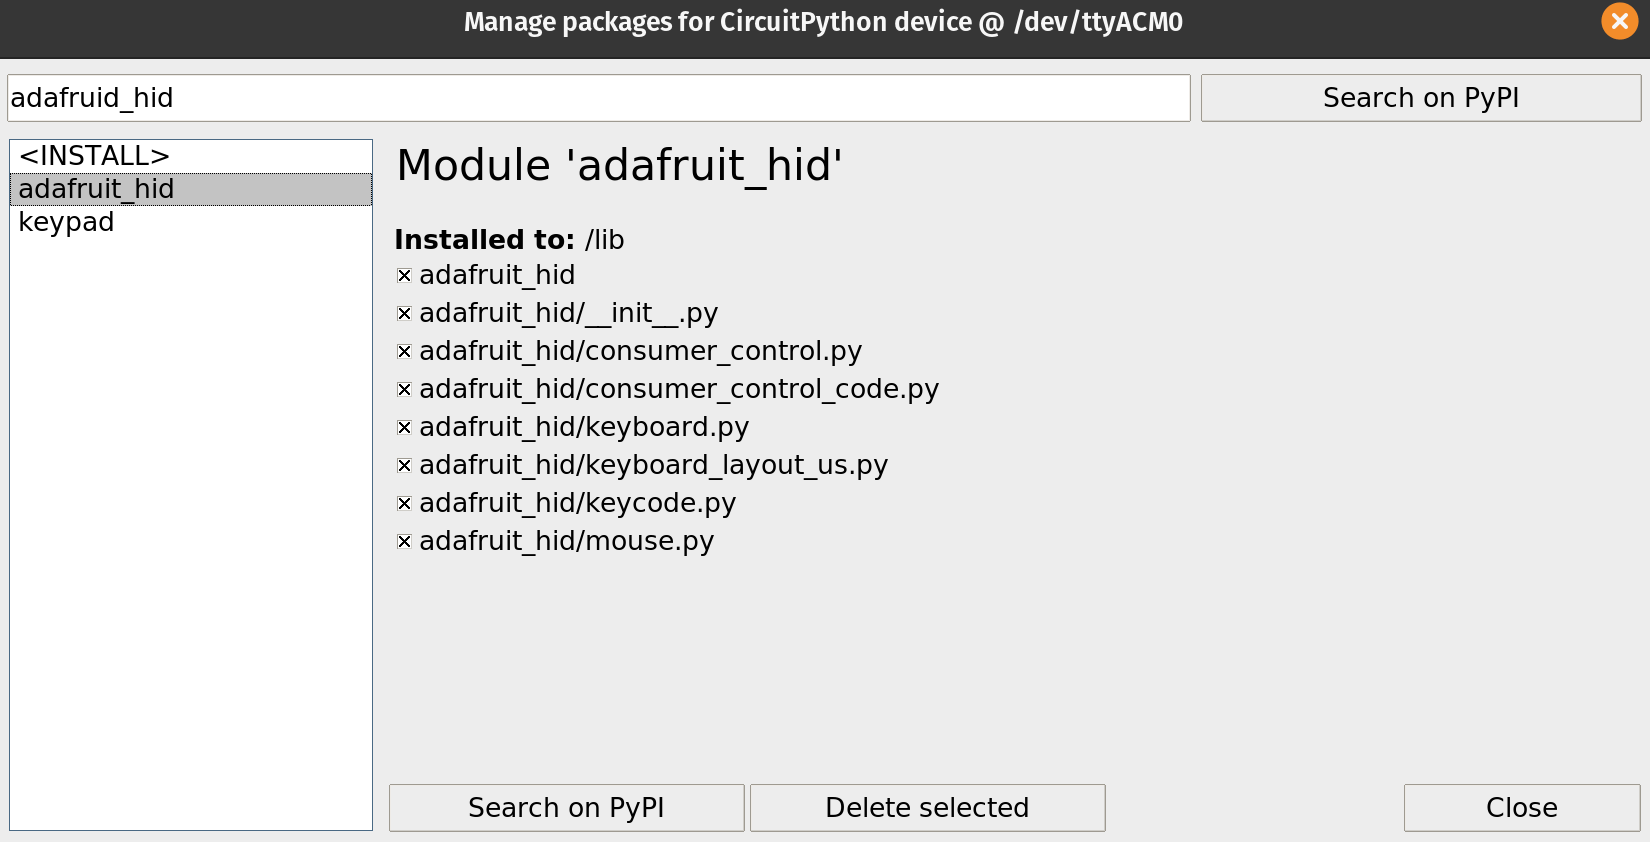 Manage packages for CircuitPython device @ /dev/ttyACM0
adafruid_hid
Search on PyPI
<INSTALL>
adafruit_hid
keypad
Module 'adafruit_hid'
Installed to: /lib
adafruit_hid
adafruit_hid/__init__.py
adafruit_hid/consumer_control.py
adafruit_hid/consumer_control_code.py
adafruit_hid/keyboard.py
adafruit_hid/keyboard_layout_us.py
adafruit_hid/keycode.py
adafruit_hid/mouse.py
Search on PyPI
Delete selected
Close